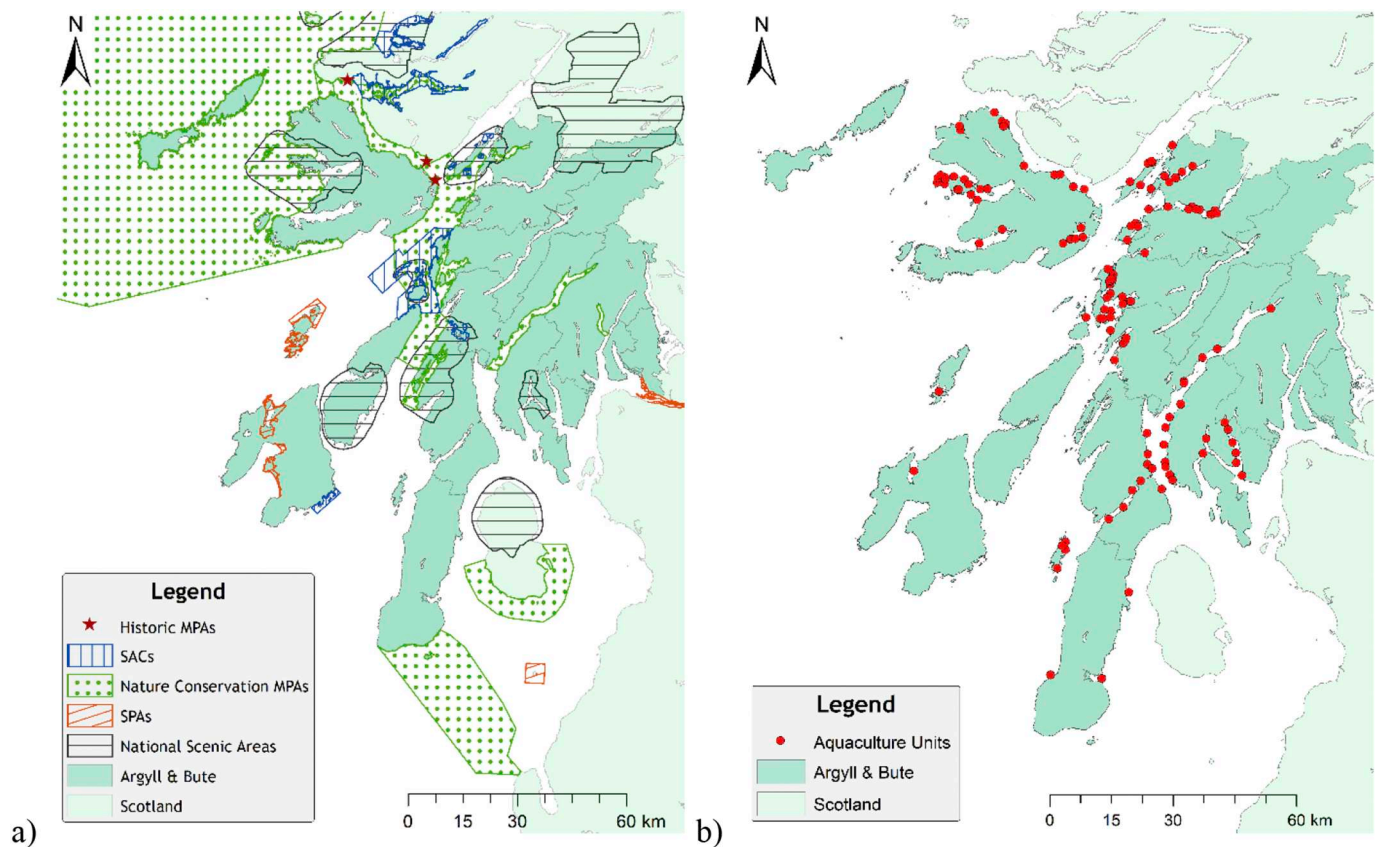 a)
N
Legend
Historic MPAs
SACs
Nature Conservation MPAs
SPAs
National Scenic Areas
Argyll & Bute
Scotland
0 15 30 60 km
b)
N
Legend
Aquaculture Units
Argyll & Bute
Scotland
0 15 30 60 km